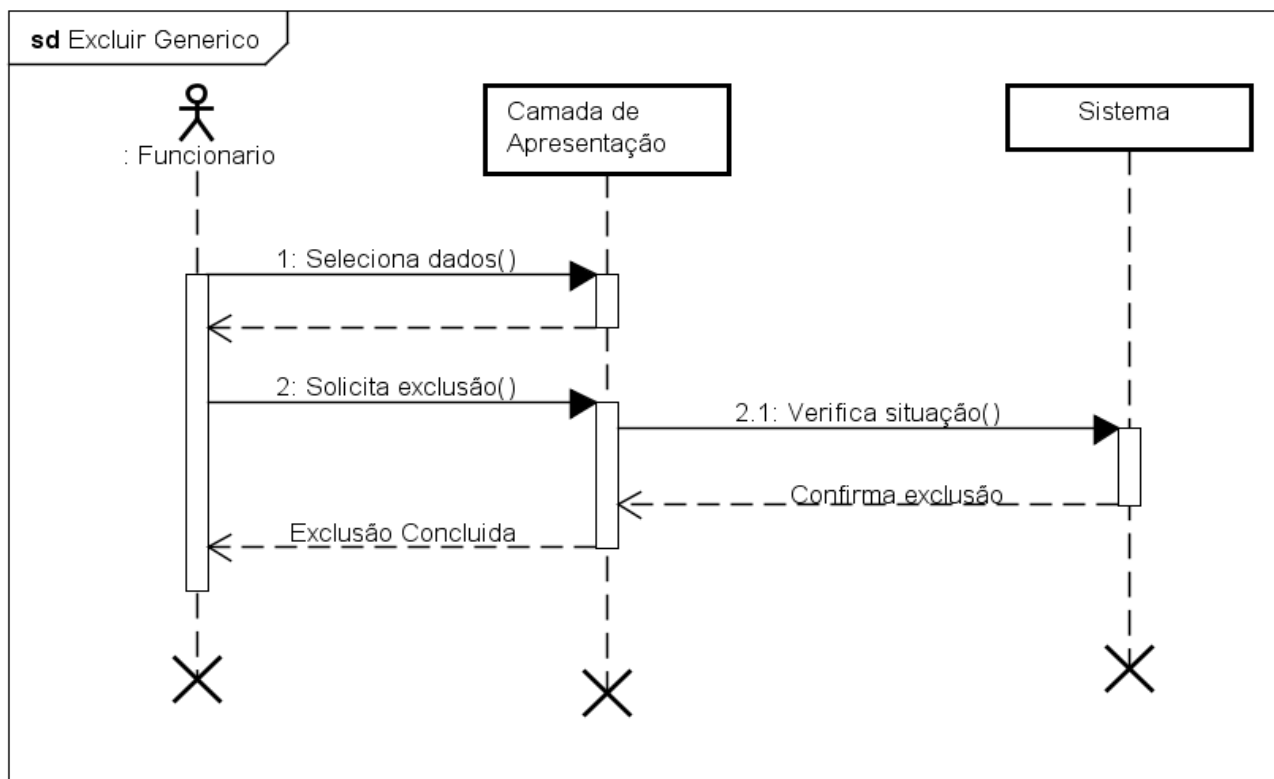 sd Excluir Generico
: Funcionario
Camada de
Apresentação
Sistema
1: Seleciona dados()
2: Solicita exclusão()
2.1: Verifica situação()
Confirma exclusão
Exclusão Concluida